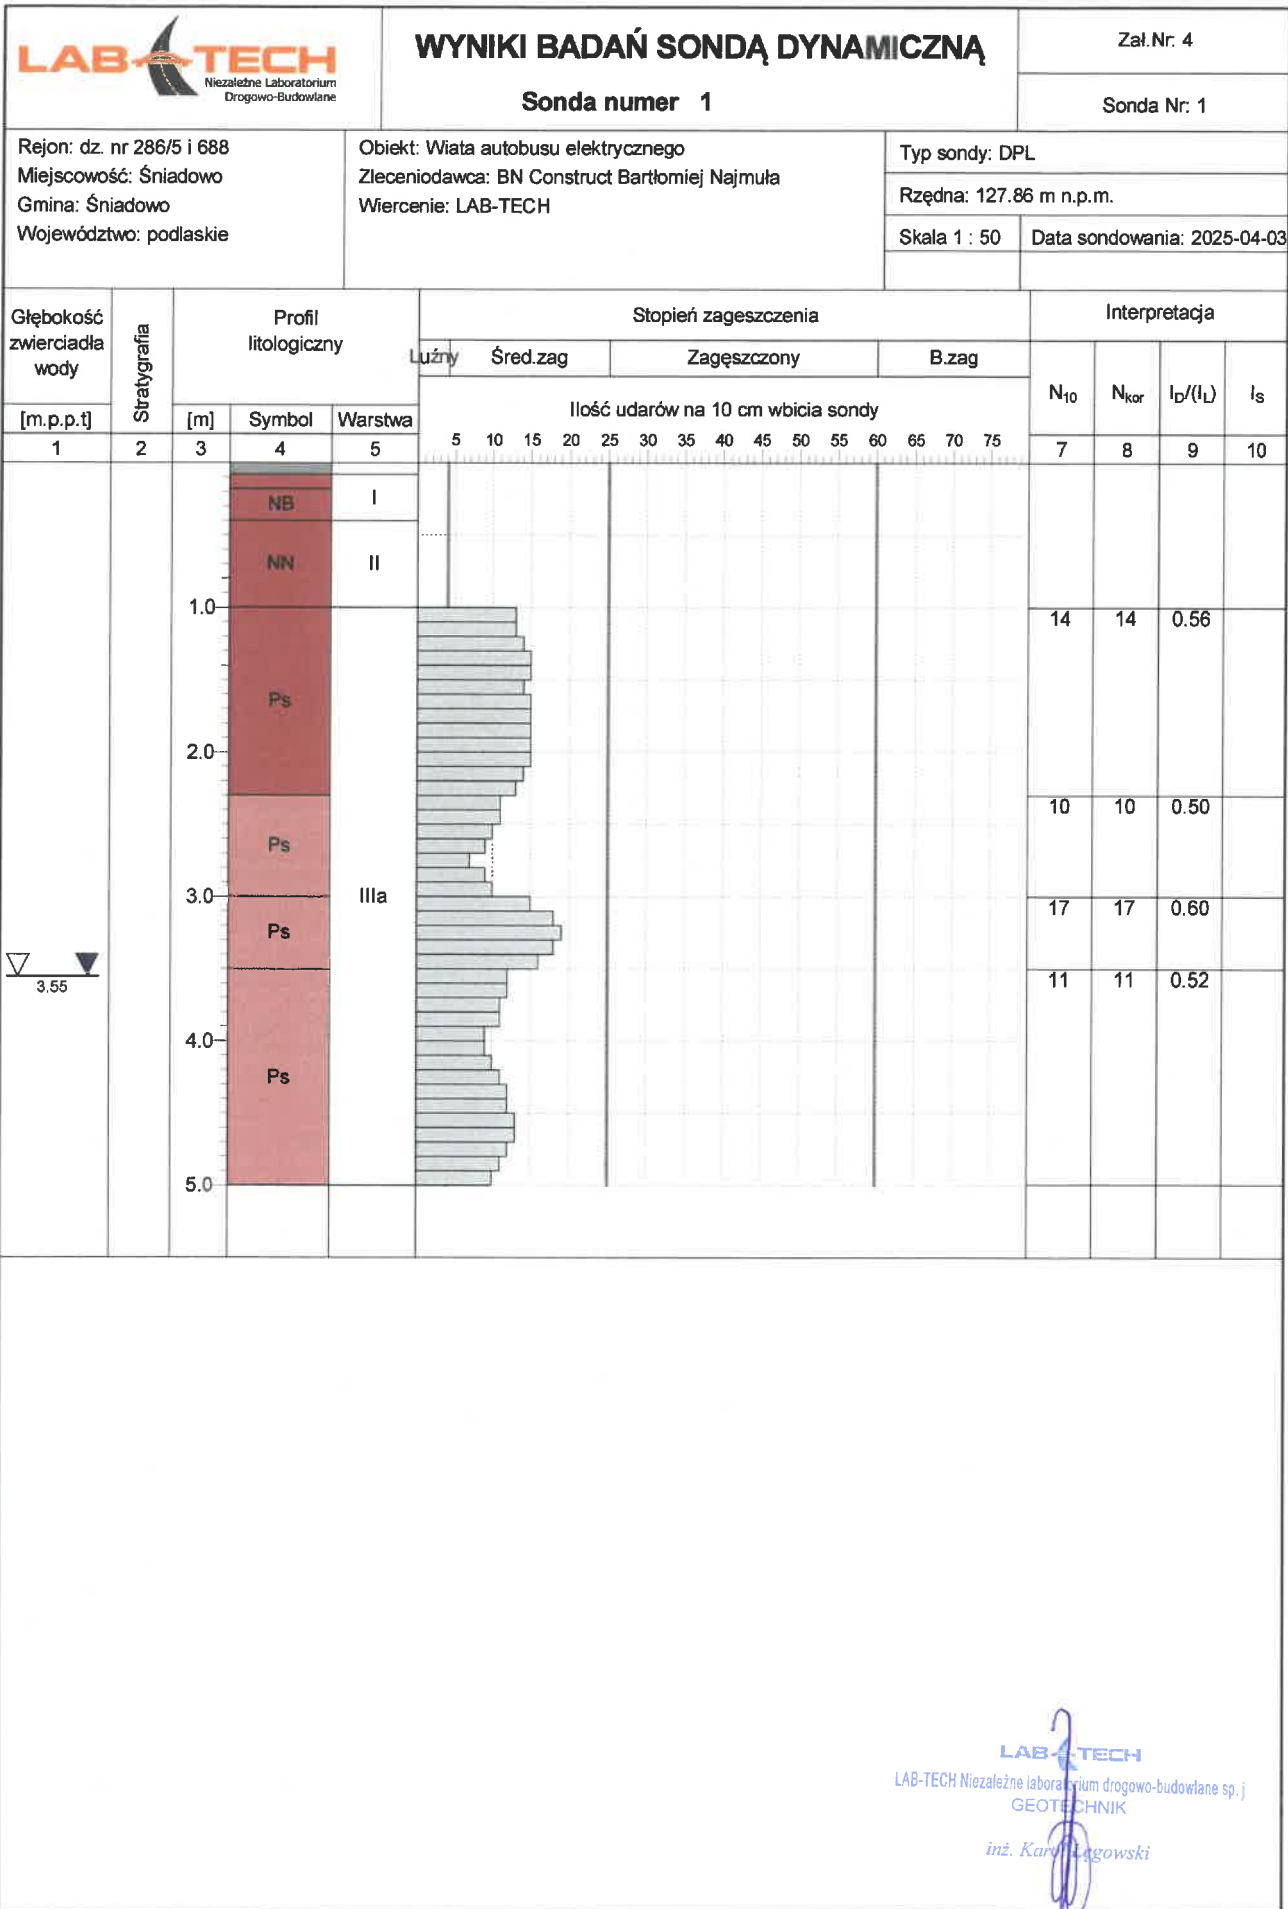 LAB TECH
Niezależne Laboratorium
Drogowo-Budowlane
WYNIKI BADAŃ SONDĄ DYNAMICZNĄ
Sonda numer 1
Zał.Nr: 4
Sonda Nr: 1
Rejon: dz. nr 286/5 i 688
Miejscowość: Śniadowo
Gmina: Śniadowo
Województwo: podlaskie
Obiekt: Wiata autobusu elektrycznego
Zleceniodawca: BN Construct Bartłomiej Najmuła
Wiercenie: LAB-TECH
Typ sondy: DPL
Rzędna: 127.86 m n.p.m.
Skala 1 : 50
Data sondowania: 2025-04-03
Głębokość
zwierciadła
wody
[m.p.p.t]
Stratygrafia
Profil
litologiczny
[m] Symbol Warstwa
Stopień zagęszczenia
Luźny Śred.zag Zagęszczony B.zag
Ilość udarów na 10 cm wbicia sondy
5 10 15 20 25 30 35 40 45 50 55 60 65 70 75
Interpretacja
N10 Nkor ID/(IL) IS
1 2 3 4 5 7 8 9 10
NB I
NN II
1.0 14 14 0.56
Ps
2.0
10 10 0.50
Ps
3.0 IIIa
17 17 0.60
Ps
3.55
11 11 0.52
4.0
Ps
5.0
LAB TECH
LAB-TECH Niezależne laboratorium drogowo-budowlane sp. j
GEOTECHNIK
inż. Karol Łęgowski